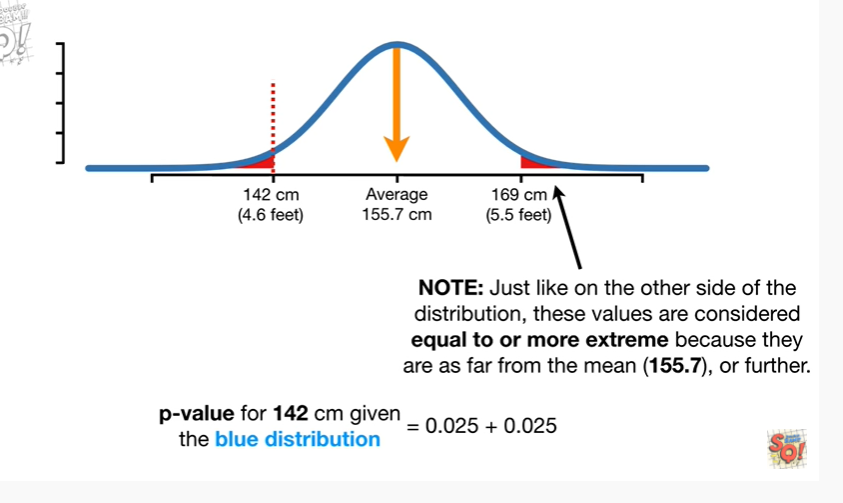 BAM!!
142 cm
(4.6 feet)
Average
155.7 cm
169 cm
(5.5 feet)
NOTE: Just like on the other side of the
distribution, these values are considered
equal to or more extreme because they
are as far from the mean (155.7), or further.
p-value for 142 cm given
the blue distribution
= 0.025 + 0.025
SQ!